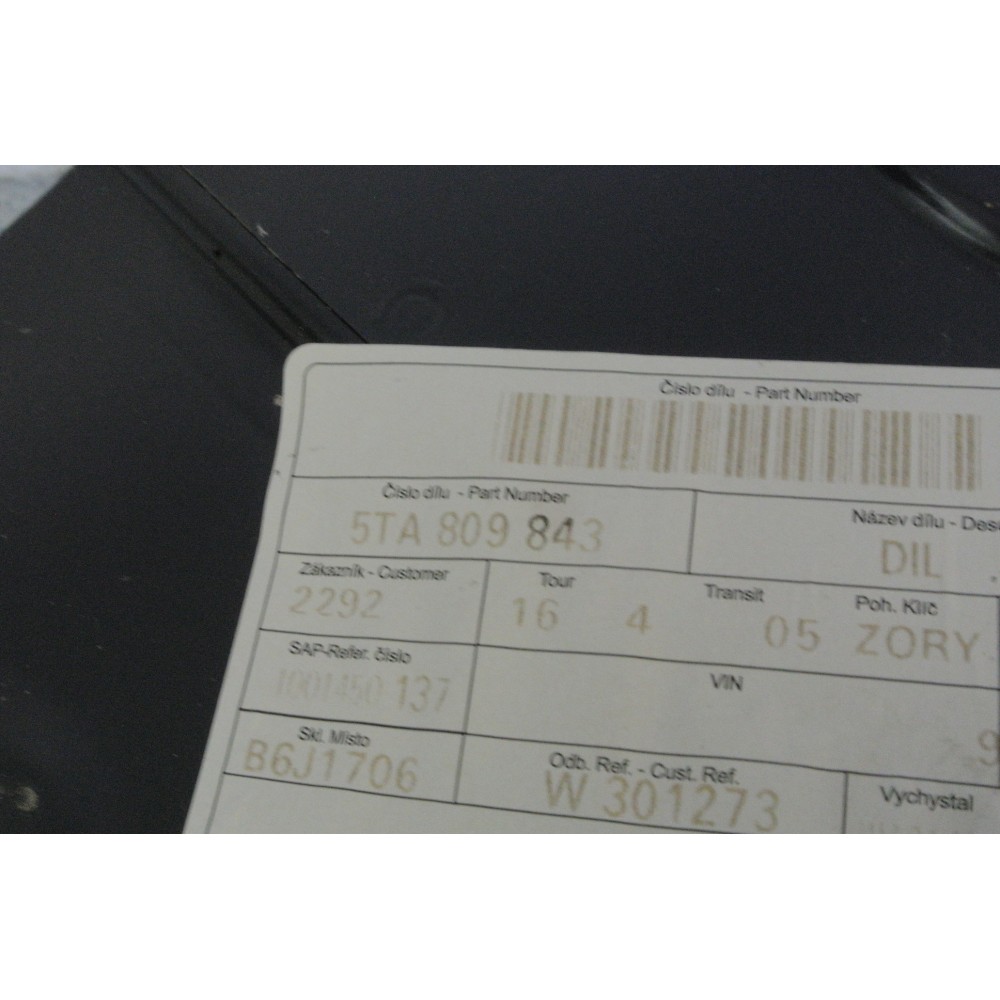 Číslo dílu - Part Number
Číslo dílu - Part Number
5TA 809 843
Název dílu - Des
DIL
Zákazník - Customer
2292
Tour
16 4
Transit
05
Poh. Klíč
ZORY
SAP-Refer. číslo
1001450 137
VIN
9
Skl. Místo
B6J1706
Odb. Ref. - Cust. Ref.
W 301273
Vychystal